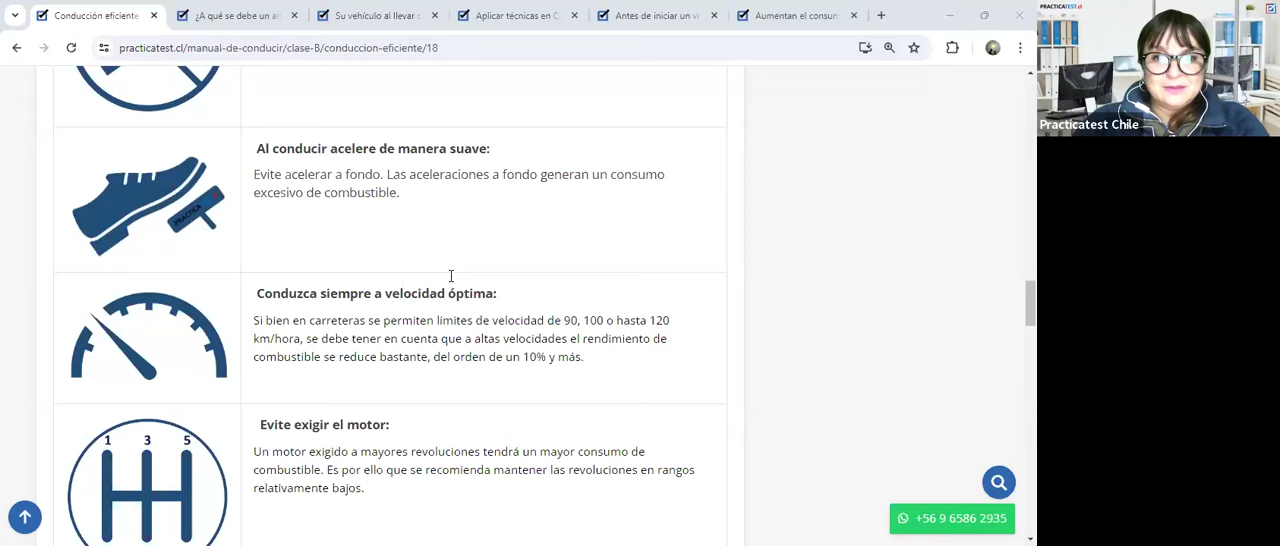 Conducción eficiente
¿A qué se debe un al
Su vehículo al llevar c
Aplicar técnicas en C
Antes de iniciar un vi
Aumentan el consum
practicatest.cl/manual-de-conducir/clase-B/conduccion-eficiente/18
PRACTICATEST.cl
Practicatest Chile
Al conducir acelere de manera suave:
Evite acelerar a fondo. Las aceleraciones a fondo generan un consumo
excesivo de combustible.
PRACTICA
Conduzca siempre a velocidad óptima:
Si bien en carreteras se permiten límites de velocidad de 90, 100 o hasta 120
km/hora, se debe tener en cuenta que a altas velocidades el rendimiento de
combustible se reduce bastante, del orden de un 10% y más.
Evite exigir el motor:
1 3 5
Un motor exigido a mayores revoluciones tendrá un mayor consumo de
combustible. Es por ello que se recomienda mantener las revoluciones en rangos
relativamente bajos.
+56 9 6586 2935